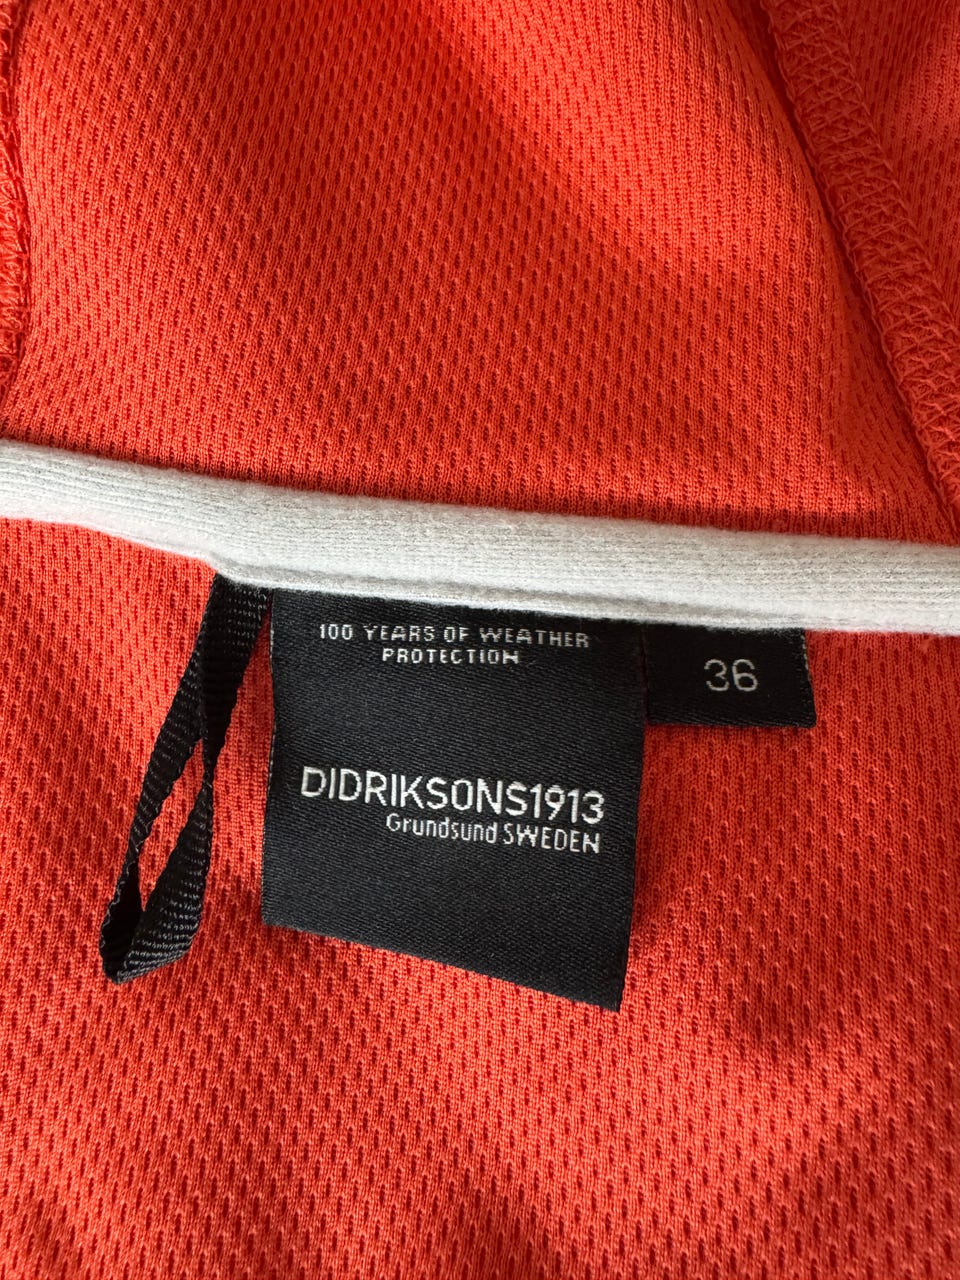 100 YEARS OF WEATHER
PROTECTION
36
DIDRIKSONS1913
Grundsund SWEDEN